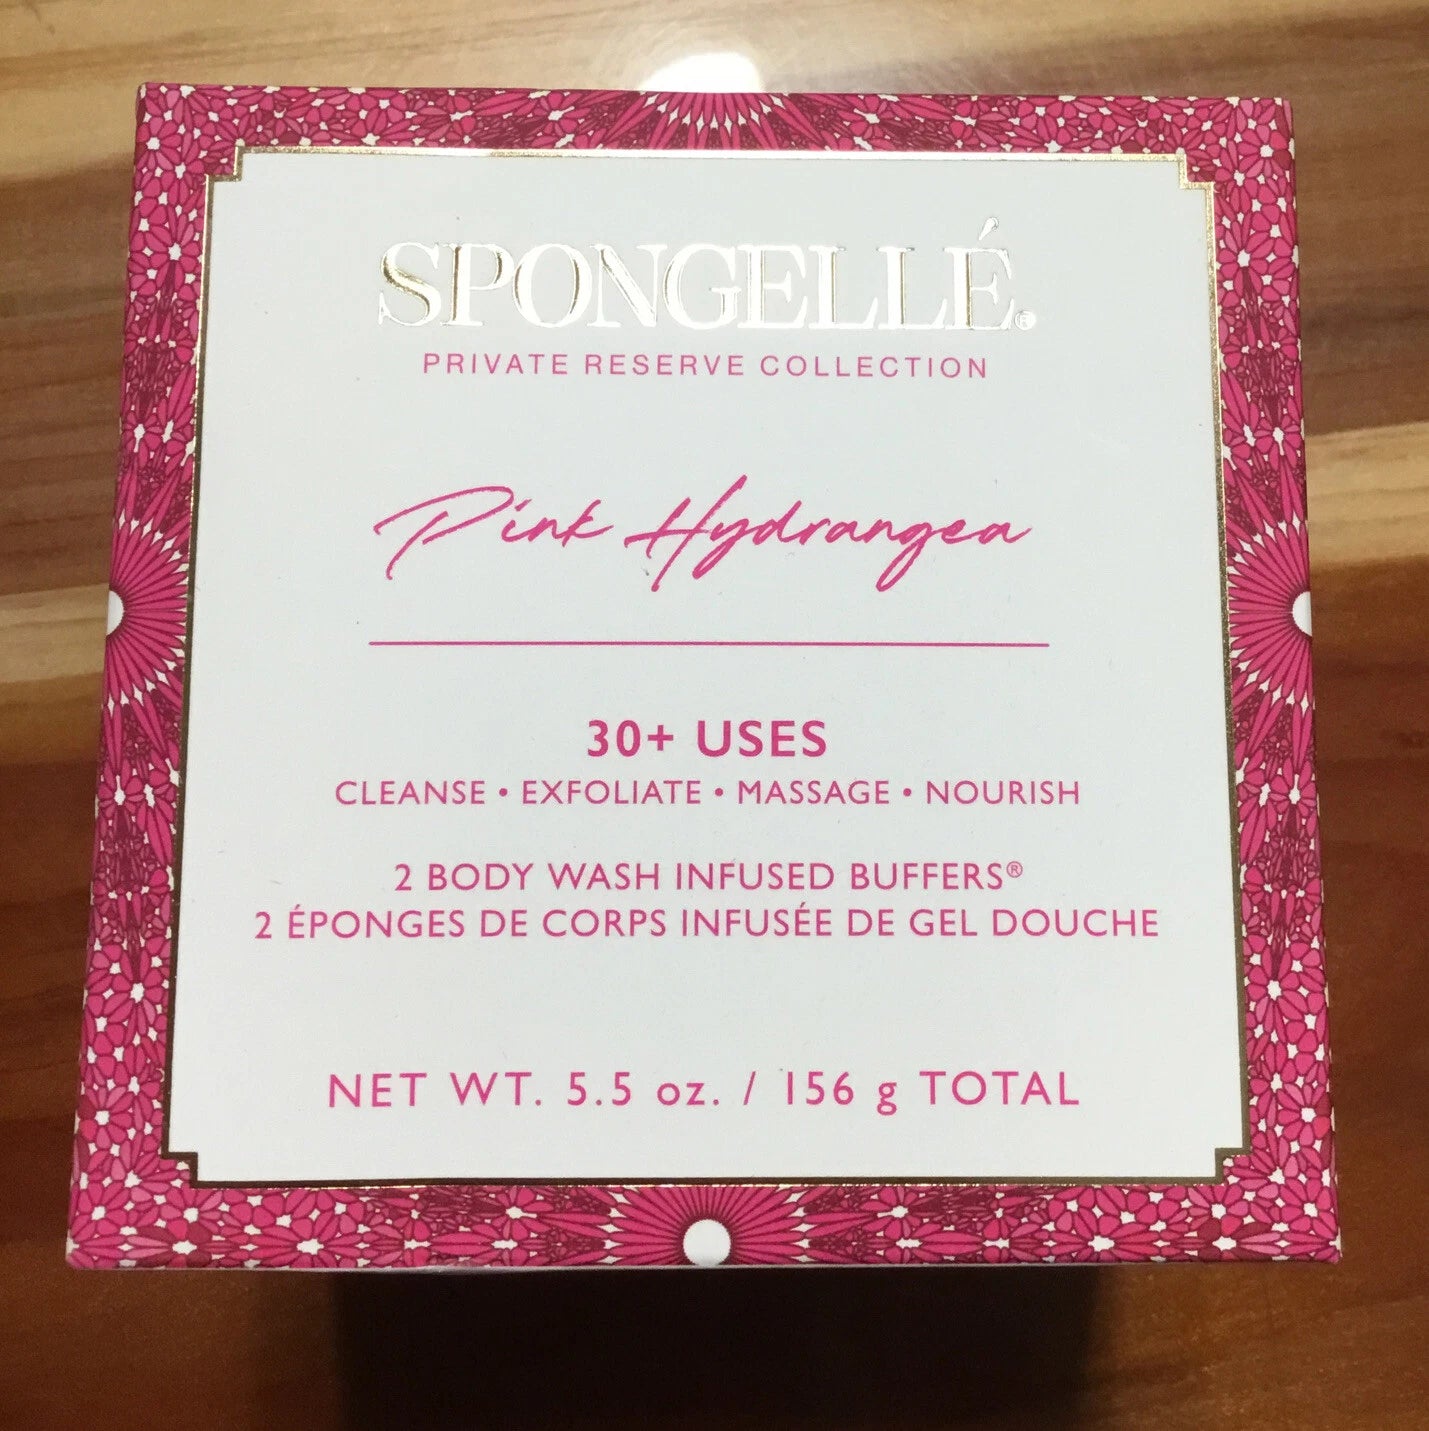 SPONGELLÉ®
PRIVATE RESERVE COLLECTION
Pink Hydrangea
30+ USES
CLEANSE • EXFOLIATE • MASSAGE • NOURISH
2 BODY WASH INFUSED BUFFERS®
2 ÉPONGES DE CORPS INFUSÉE DE GEL DOUCHE
NET WT. 5.5 oz. / 156 g TOTAL